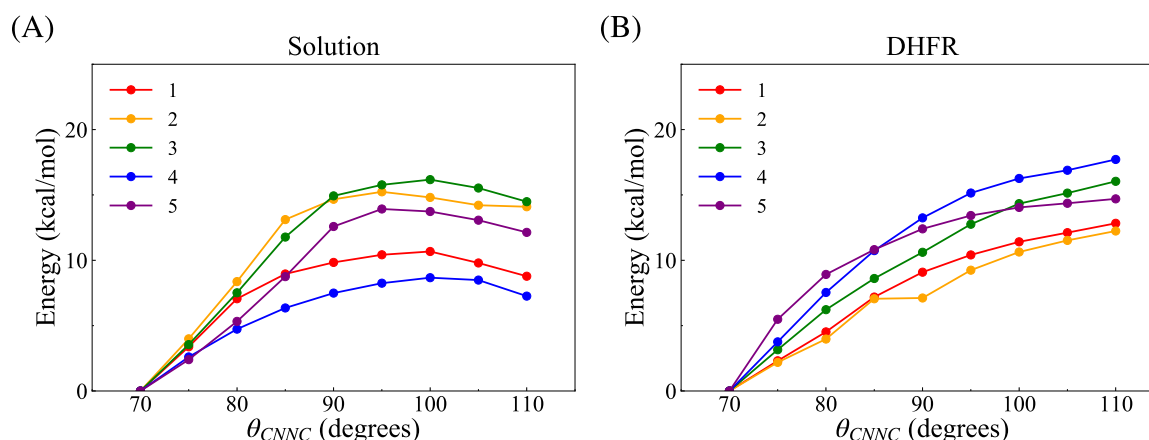 (A)
Solution
Energy (kcal/mol)
20
10
0
1
2
3
4
5
70 80 90 100 110
θCNNC (degrees)
(B)
DHFR
Energy (kcal/mol)
20
10
0
1
2
3
4
5
70 80 90 100 110
θCNNC (degrees)